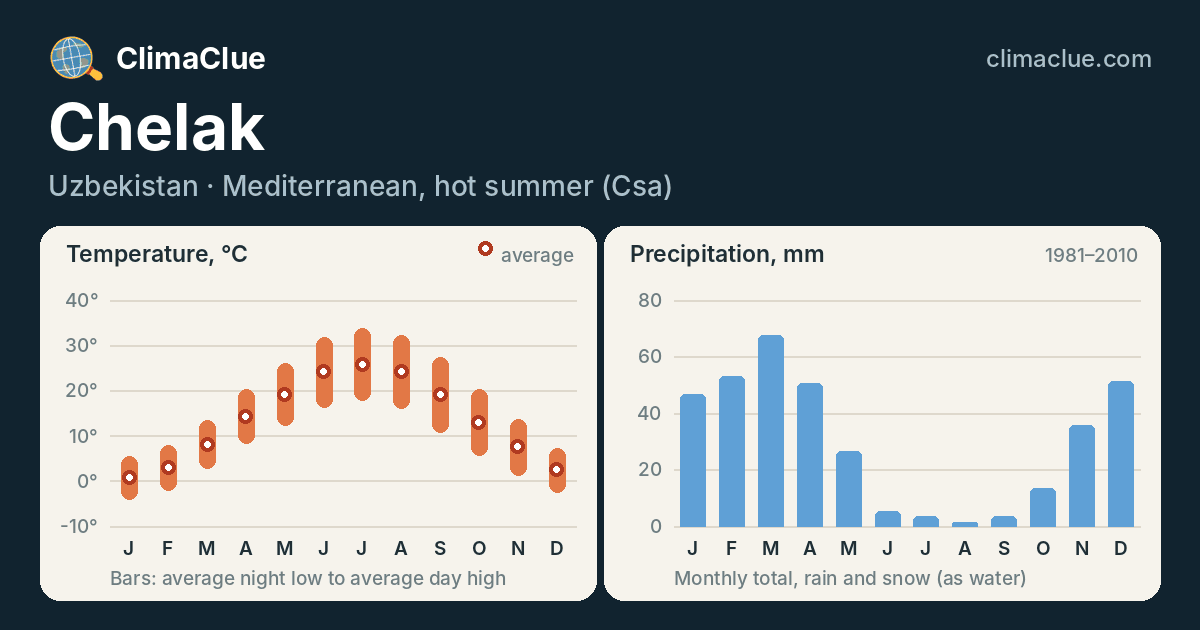 ClimaClue
climaclue.com
Chelak
Uzbekistan · Mediterranean, hot summer (Csa)
Temperature, °C
average
40°
30°
20°
10°
0°
-10°
J F M A M J J A S O N D
Bars: average night low to average day high
Precipitation, mm
1981–2010
80
60
40
20
0
J F M A M J J A S O N D
Monthly total, rain and snow (as water)